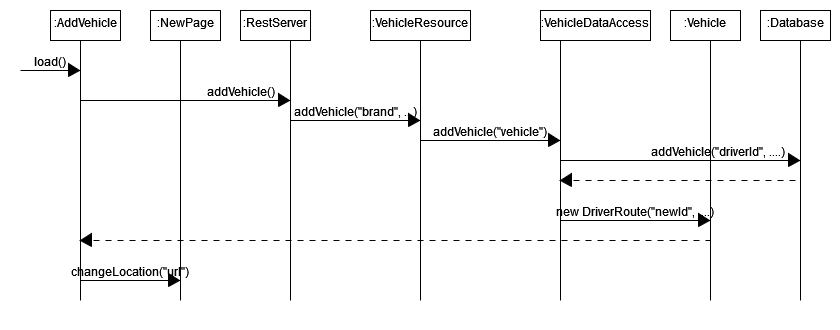 :AddVehicle
:NewPage
:RestServer
:VehicleResource
:VehicleDataAccess
:Vehicle
:Database
load()
addVehicle()
addVehicle("brand", ...)
addVehicle("vehicle")
addVehicle("driverId", ....)
new DriverRoute("newId", ....)
changeLocation("url")